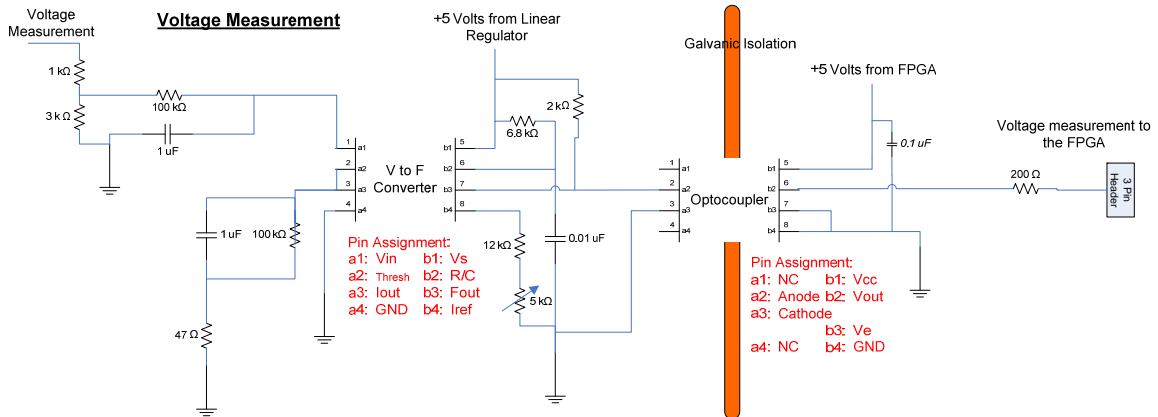 Voltage
Measurement
Voltage Measurement
+5 Volts from Linear
Regulator
Galvanic Isolation
+5 Volts from FPGA
Voltage measurement to
the FPGA
1 kΩ
3 k Ω
100 kΩ
1 uF
2 kΩ
6.8 kΩ
0.1 uF
200 Ω
3 Pin
Header
1 a1
2 a2
3 a3
4 a4
V to F
Converter
5 b1
6 b2
7 b3
8 b4
1 a1
2 a2
3 a3
4 a4
Optocoupler
5 b1
6 b2
7 b3
8 b4
1 uF
100 kΩ
47 Ω
12 kΩ
5 kΩ
0.01 uF
Pin Assignment:
a1: Vin b1: Vs
a2: Thresh b2: R/C
a3: Iout b3: Fout
a4: GND b4: Iref
Pin Assignment:
a1: NC b1: Vcc
a2: Anode b2: Vout
a3: Cathode
b3: Ve
a4: NC b4: GND